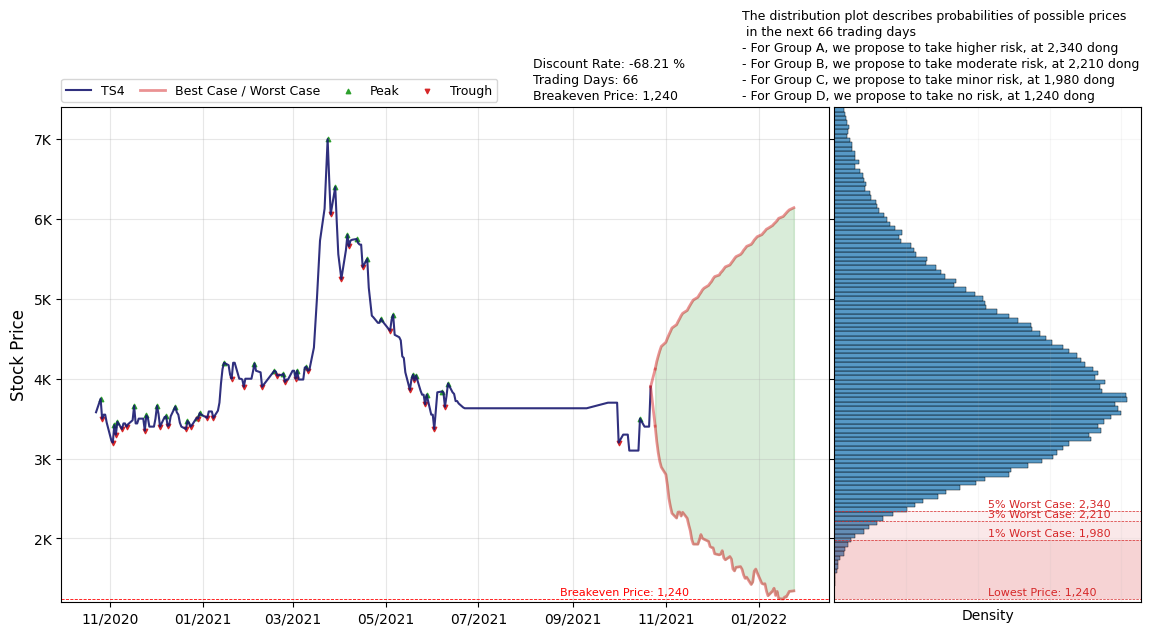 The distribution plot describes probabilities of possible prices
in the next 66 trading days
- For Group A, we propose to take higher risk, at 2,340 dong
- For Group B, we propose to take moderate risk, at 2,210 dong
- For Group C, we propose to take minor risk, at 1,980 dong
- For Group D, we propose to take no risk, at 1,240 dong
Discount Rate: -68.21 %
Trading Days: 66
Breakeven Price: 1,240
TS4
Best Case / Worst Case
Peak
Trough
Stock Price
7K
6K
5K
4K
3K
2K
Breakeven Price: 1,240
11/2020
01/2021
03/2021
05/2021
07/2021
09/2021
11/2021
01/2022
5% Worst Case: 2,340
3% Worst Case: 2,210
1% Worst Case: 1,980
Lowest Price: 1,240
Density